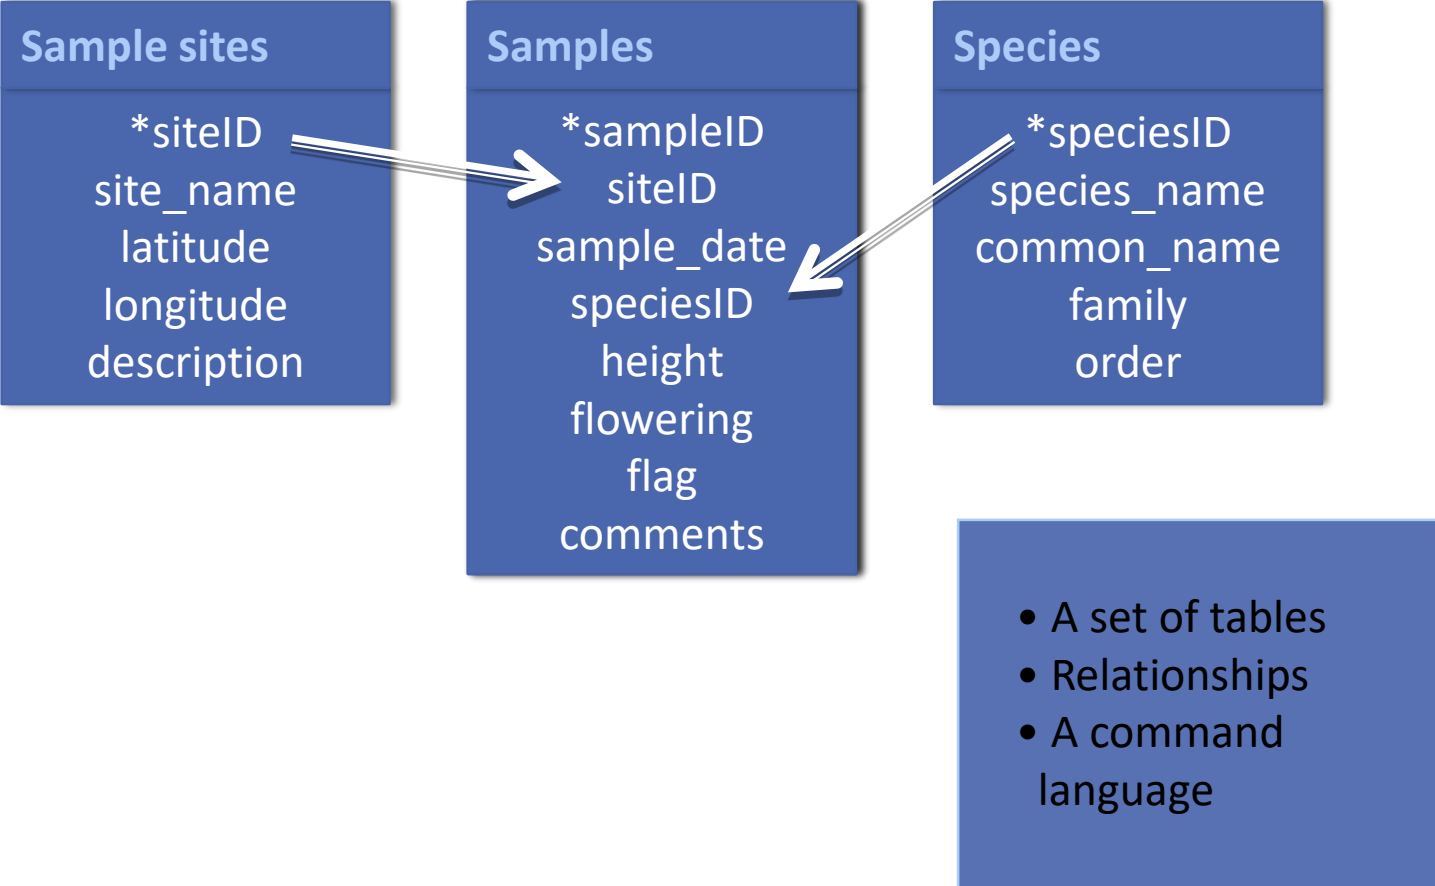 Sample sites
*siteID
site_name
latitude
longitude
description
Samples
*sampleID
siteID
sample_date
speciesID
height
flowering
flag
comments
Species
*speciesID
species_name
common_name
family
order
• A set of tables
• Relationships
• A command
language